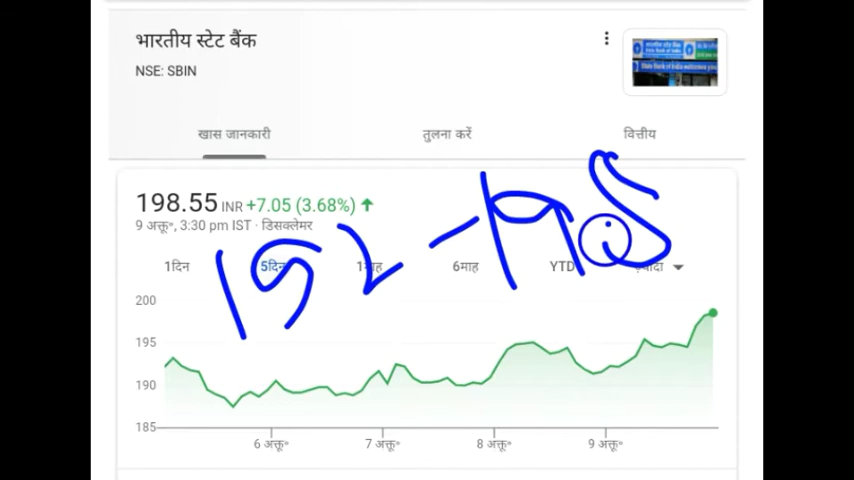 भारतीय स्टेट बैंक
NSE: SBIN
खास जानकारी
तुलना करें
वित्तीय
198.55 INR +7.05 (3.68%)
9 अक्तू॰, 3:30 pm IST · डिसक्लेमर
1दिन 5दिन 6माह YTD
200
195
190
185
6 अक्तू॰ 7 अक्तू॰ 8 अक्तू॰ 9 अक्तू॰